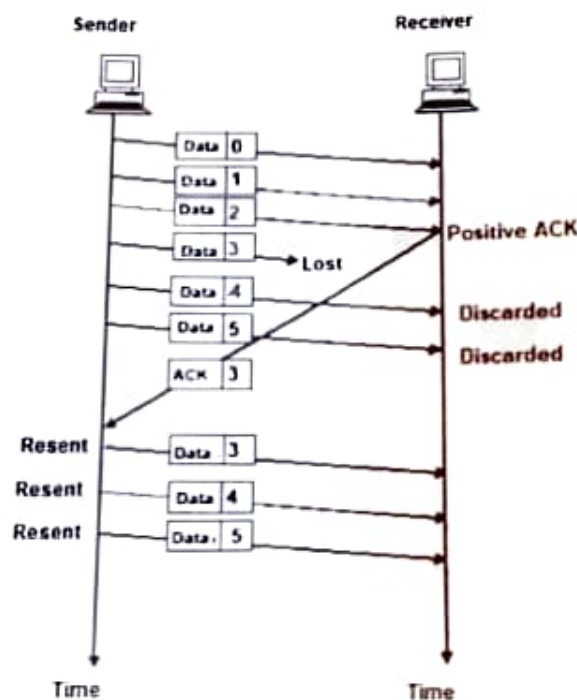 Sender Receiver
Data 0
Data 1
Data 2
Positive ACK
Data 3
Lost
Data 4
Discarded
Data 5
Discarded
ACK 3
Resent Data 3
Resent Data 4
Resent Data. 5
Time Time